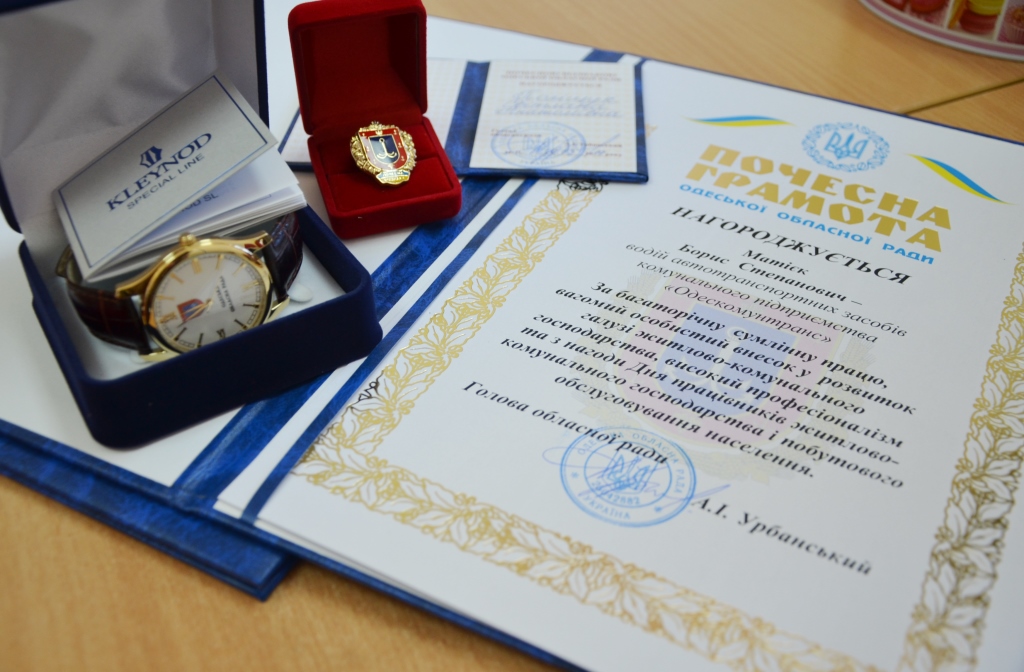 KLEYNOD
SPECIAL LINE
ПОЧЕСНА
ГРАМОТА
ОДЕСЬКОЇ ОБЛАСНОЇ РАДИ
НАГОРОДЖУЄТЬСЯ
Матієк
Борис Степанович –
водій автотранспортних засобів
комунального підприємства
«Одескомунтранс»
За багаторічну сумлінну працю,
вагомий особистий внесок у розвиток
галузі житлово-комунального
господарства, високий професіоналізм
та з нагоди Дня працівників житлово-
комунального господарства і побутового
обслуговування населення.
Голова обласної ради
А.І. Урбанський
УКРАЇНА